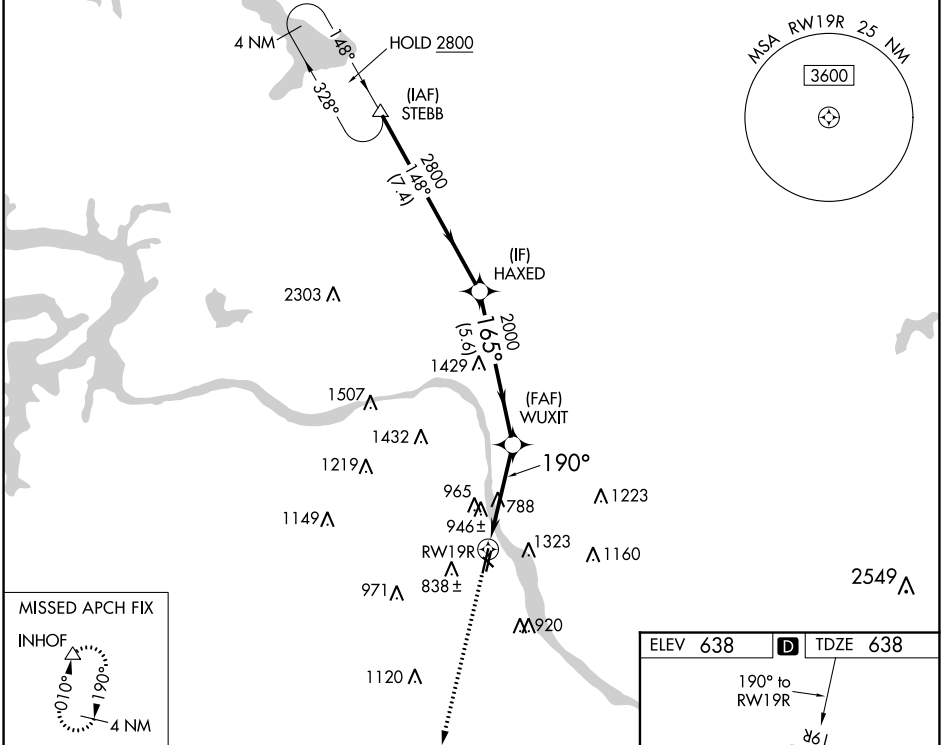 4 NM
148°
328°
HOLD 2800
(IAF)
STEBB
MSA RW19R 25 NM
3600
2800
148°
(7.4)
(IF)
HAXED
2303
2000
165°
(5.6)
1429
1507
(FAF)
WUXIT
1432
190°
1219
965
788
1223
1149
946±
1323
RW19R
1160
838±
971
2549
920
1120
MISSED APCH FIX
INHOF
010°
190°
4 NM
ELEV 638
D
TDZE 638
190° to
RW19R
19R